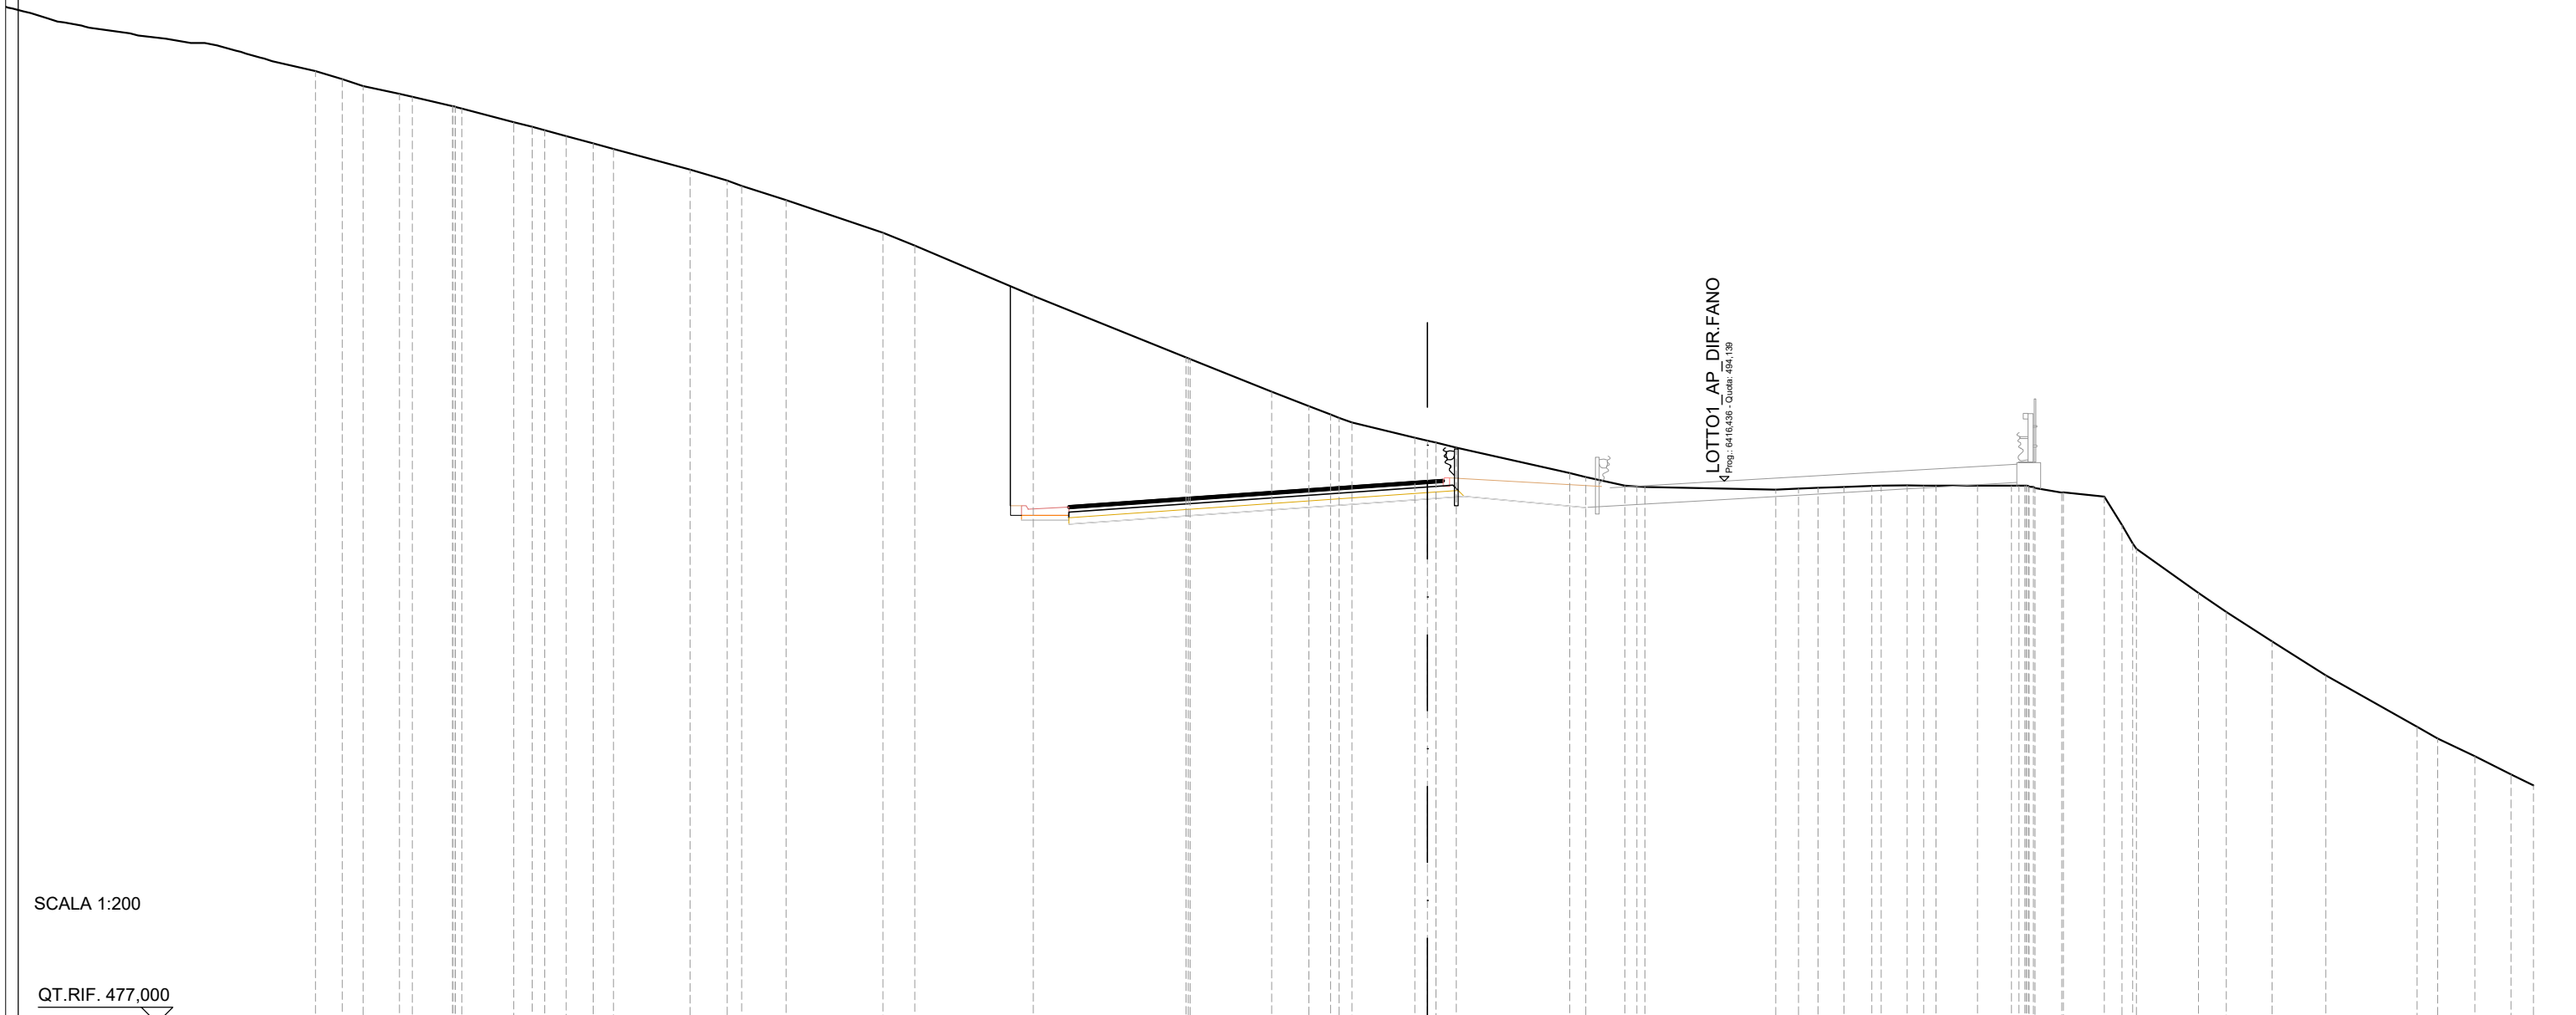 LOTTO1_AP_DIR.FANO
Prog.: 6416,436 - Quota: 494,139
SCALA 1:200
QT.RIF. 477,000